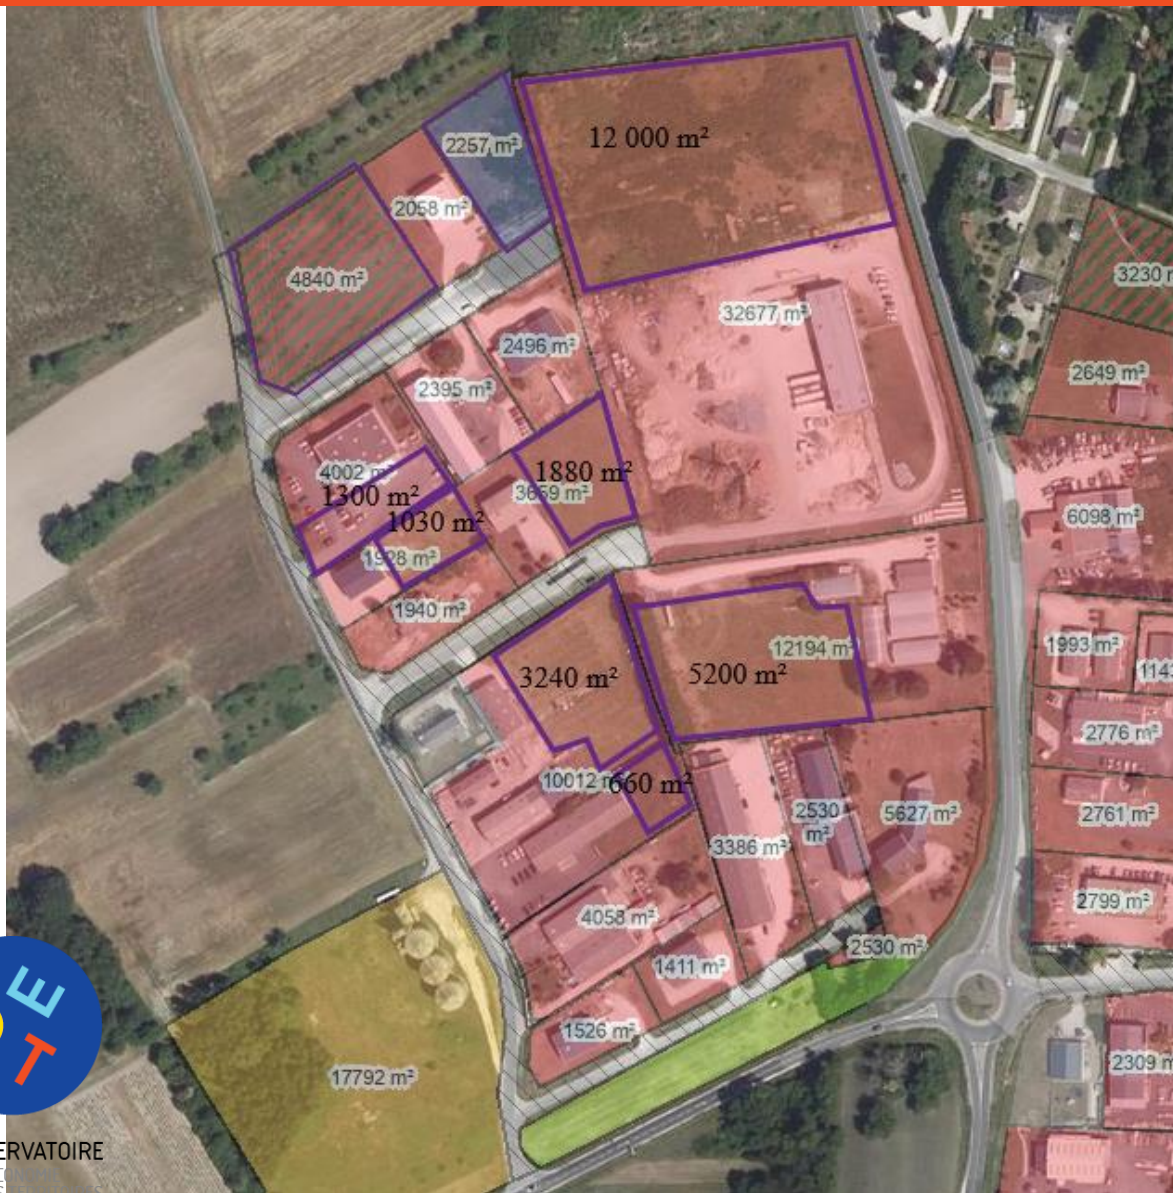 2257 m²
12 000 m²
2058 m²
4840 m²
3230
32677 m²
2496 m²
2649 m²
2395 m²
4002 m²
1880 m²
3659 m²
1300 m²
1030 m²
6098 m²
1928 m²
1940 m²
1993 m²
12194 m²
3240 m²
5200 m²
114
2776 m²
10012 m²
660 m²
2530
m²
5627 m²
2761 m²
3386 m²
2799 m²
4058 m²
2530 m²
1411 m²
E
T
1526 m²
17792 m²
2309 m
ERVATOIRE